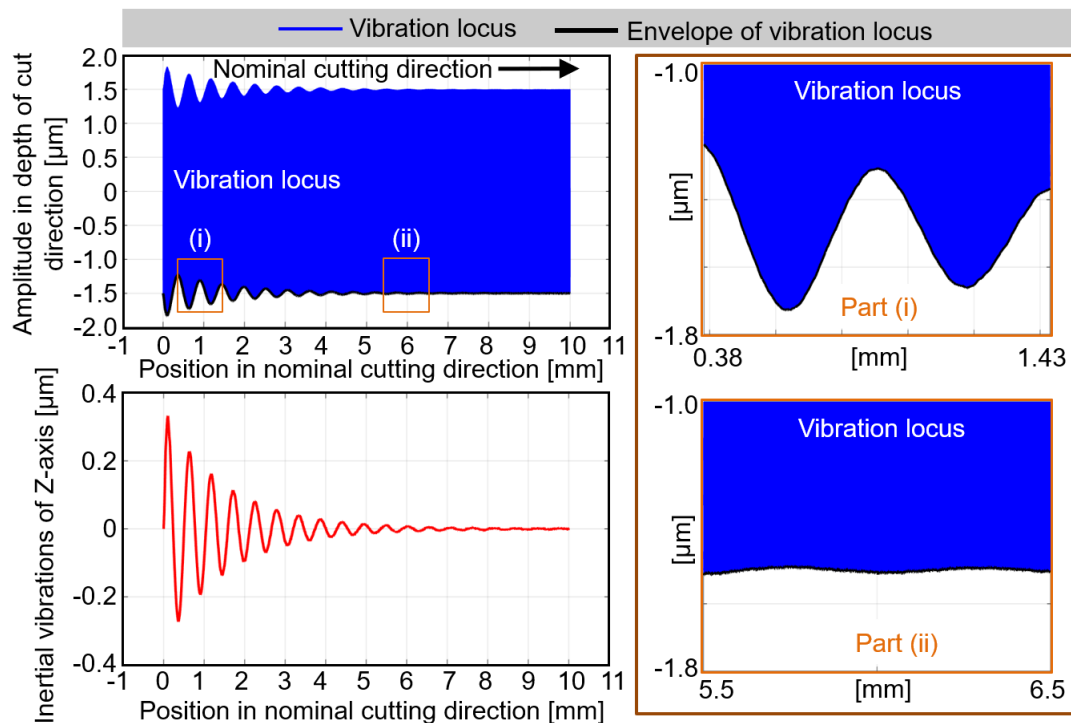 Vibration locus
Envelope of vibration locus
Amplitude in depth of cut
direction [μm]
2.0
1.5
1.0
0.5
0
-0.5
-1.0
-1.5
-2.0
Nominal cutting direction
Vibration locus
(i)
(ii)
-1 0 1 2 3 4 5 6 7 8 9 10 11
Position in nominal cutting direction [mm]
Inertial vibrations of Z-axis [μm]
0.4
0.2
0
-0.2
-0.4
-1 0 1 2 3 4 5 6 7 8 9 10 11
Position in nominal cutting direction [mm]
-1.0
Vibration locus
[μm]
Part (i)
-1.8
0.38 [mm] 1.43
-1.0
Vibration locus
[μm]
Part (ii)
-1.8
5.5 [mm] 6.5